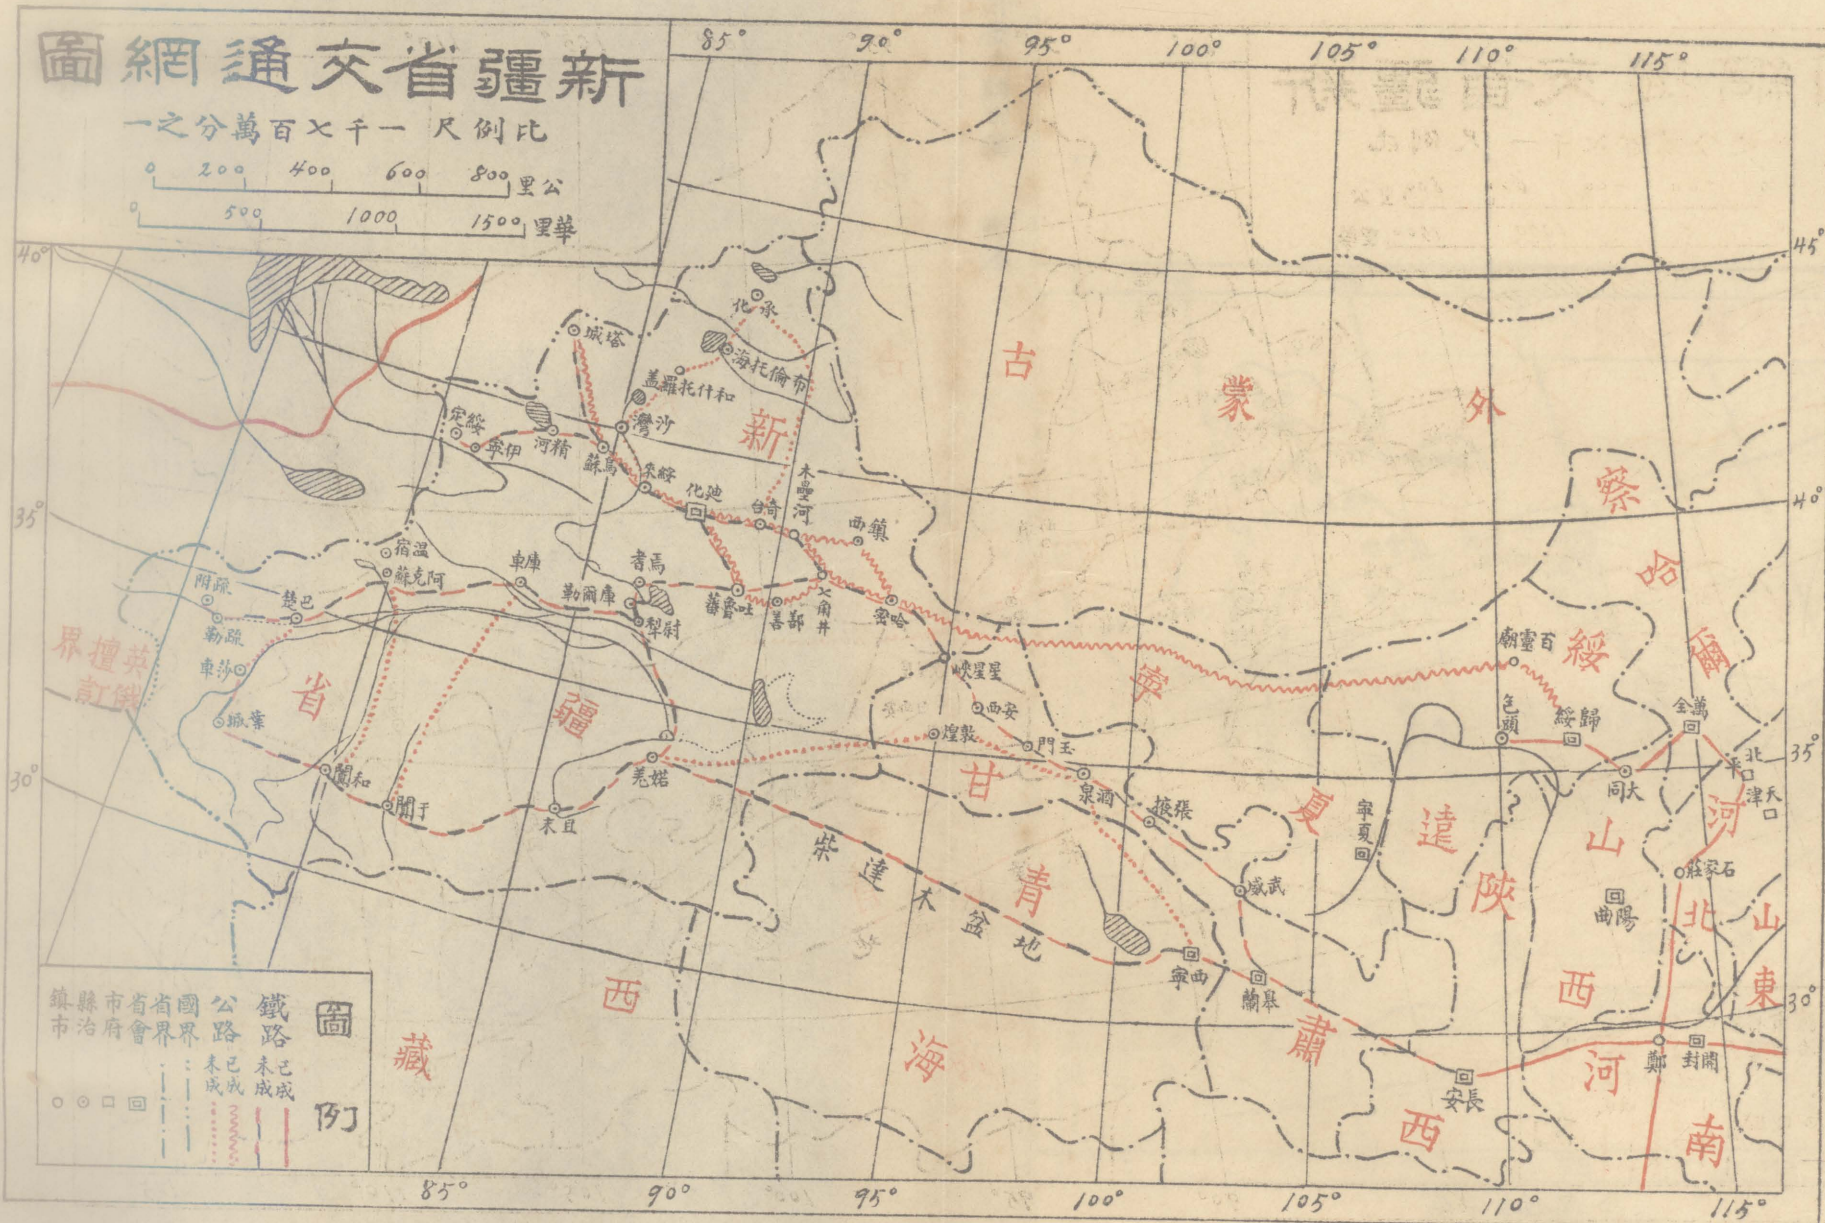 新疆省交通網圖
比例尺 一千七百萬分之一
0 200 400 600 800 公里
0 500 1000 1500 華里
85° 90° 95° 100° 105° 110° 115°
40°
35°
30°
45°
40°
35°
30°
85° 90° 95° 100° 105° 110° 115°
外蒙古
新疆省
察哈爾
綏遠
寧夏
甘肅
青海
西藏
陝西
山西
河北
山東
河南
英俄擅訂界
柴達木盆地
承化
布倫托海
和什托羅蓋
塔城
沙灣
烏蘇
精河
伊寧
綏定
綏來
迪化
奇台
木壘河
鎮西
七角井
哈密
鄯善
吐魯蕃
焉耆
庫爾勒
尉犁
庫車
溫宿
阿克蘇
巴楚
疏附
疏勒
莎車
葉城
和闐
于闐
且末
婼羌
星星峽
安西
敦煌
玉門
酒泉
張掖
武威
西寧
皋蘭
長安
寧夏
百靈廟
包頭
歸綏
大同
萬全
北平
天津
石家莊
陽曲
鄭
開封
圖例
鐵路 已成 未成
公路 已成 未成
國界
省界
省會
市府
縣治
鎮市